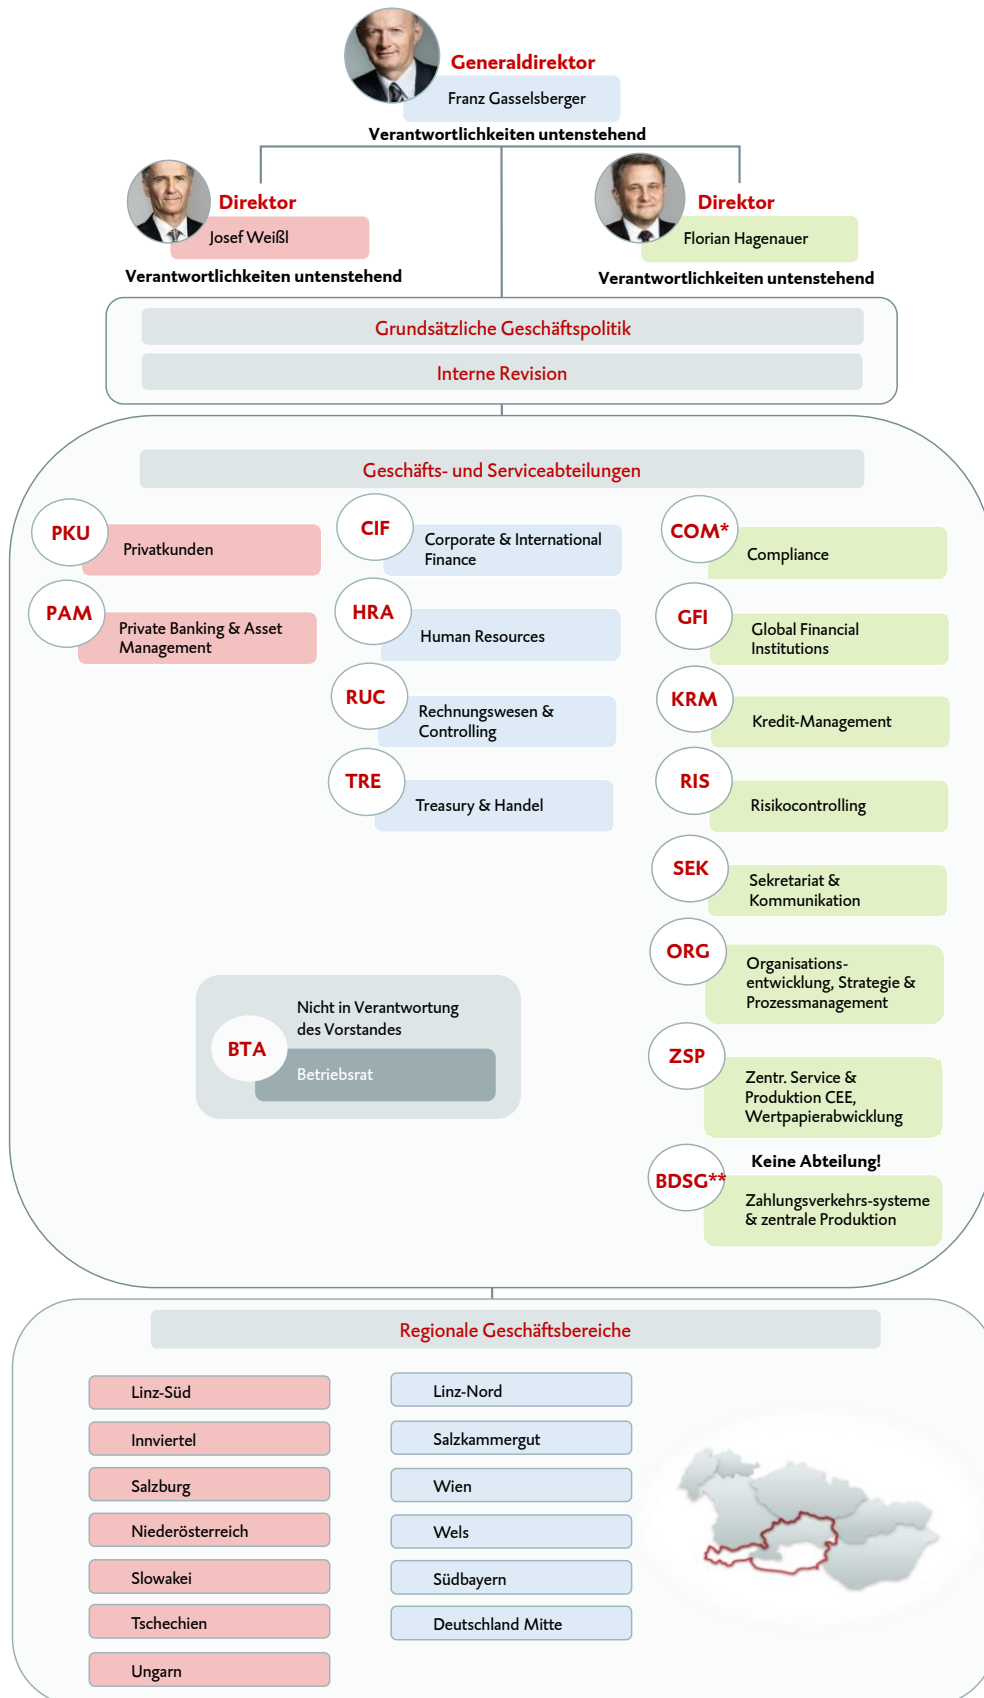 Generaldirektor
Franz Gasselsberger
Verantwortlichkeiten untenstehend
Direktor
Josef Weißl
Verantwortlichkeiten untenstehend
Direktor
Florian Hagenauer
Verantwortlichkeiten untenstehend
Grundsätzliche Geschäftspolitik
Interne Revision
Geschäfts- und Serviceabteilungen
PKU
Privatkunden
PAM
Private Banking & Asset
Management
CIF
Corporate & International
Finance
HRA
Human Resources
RUC
Rechnungswesen &
Controlling
TRE
Treasury & Handel
COM*
Compliance
GFI
Global Financial
Institutions
KRM
Kredit-Management
RIS
Risikocontrolling
SEK
Sekretariat &
Kommunikation
ORG
Organisations-
entwicklung, Strategie &
Prozessmanagement
ZSP
Zentr. Service &
Produktion CEE,
Wertpapierabwicklung
Keine Abteilung!
BDSG**
Zahlungsverkehrs-systeme
& zentrale Produktion
Nicht in Verantwortung
des Vorstandes
BTA
Betriebsrat
Regionale Geschäftsbereiche
Linz-Süd
Innviertel
Salzburg
Niederösterreich
Slowakei
Tschechien
Ungarn
Linz-Nord
Salzkammergut
Wien
Wels
Südbayern
Deutschland Mitte